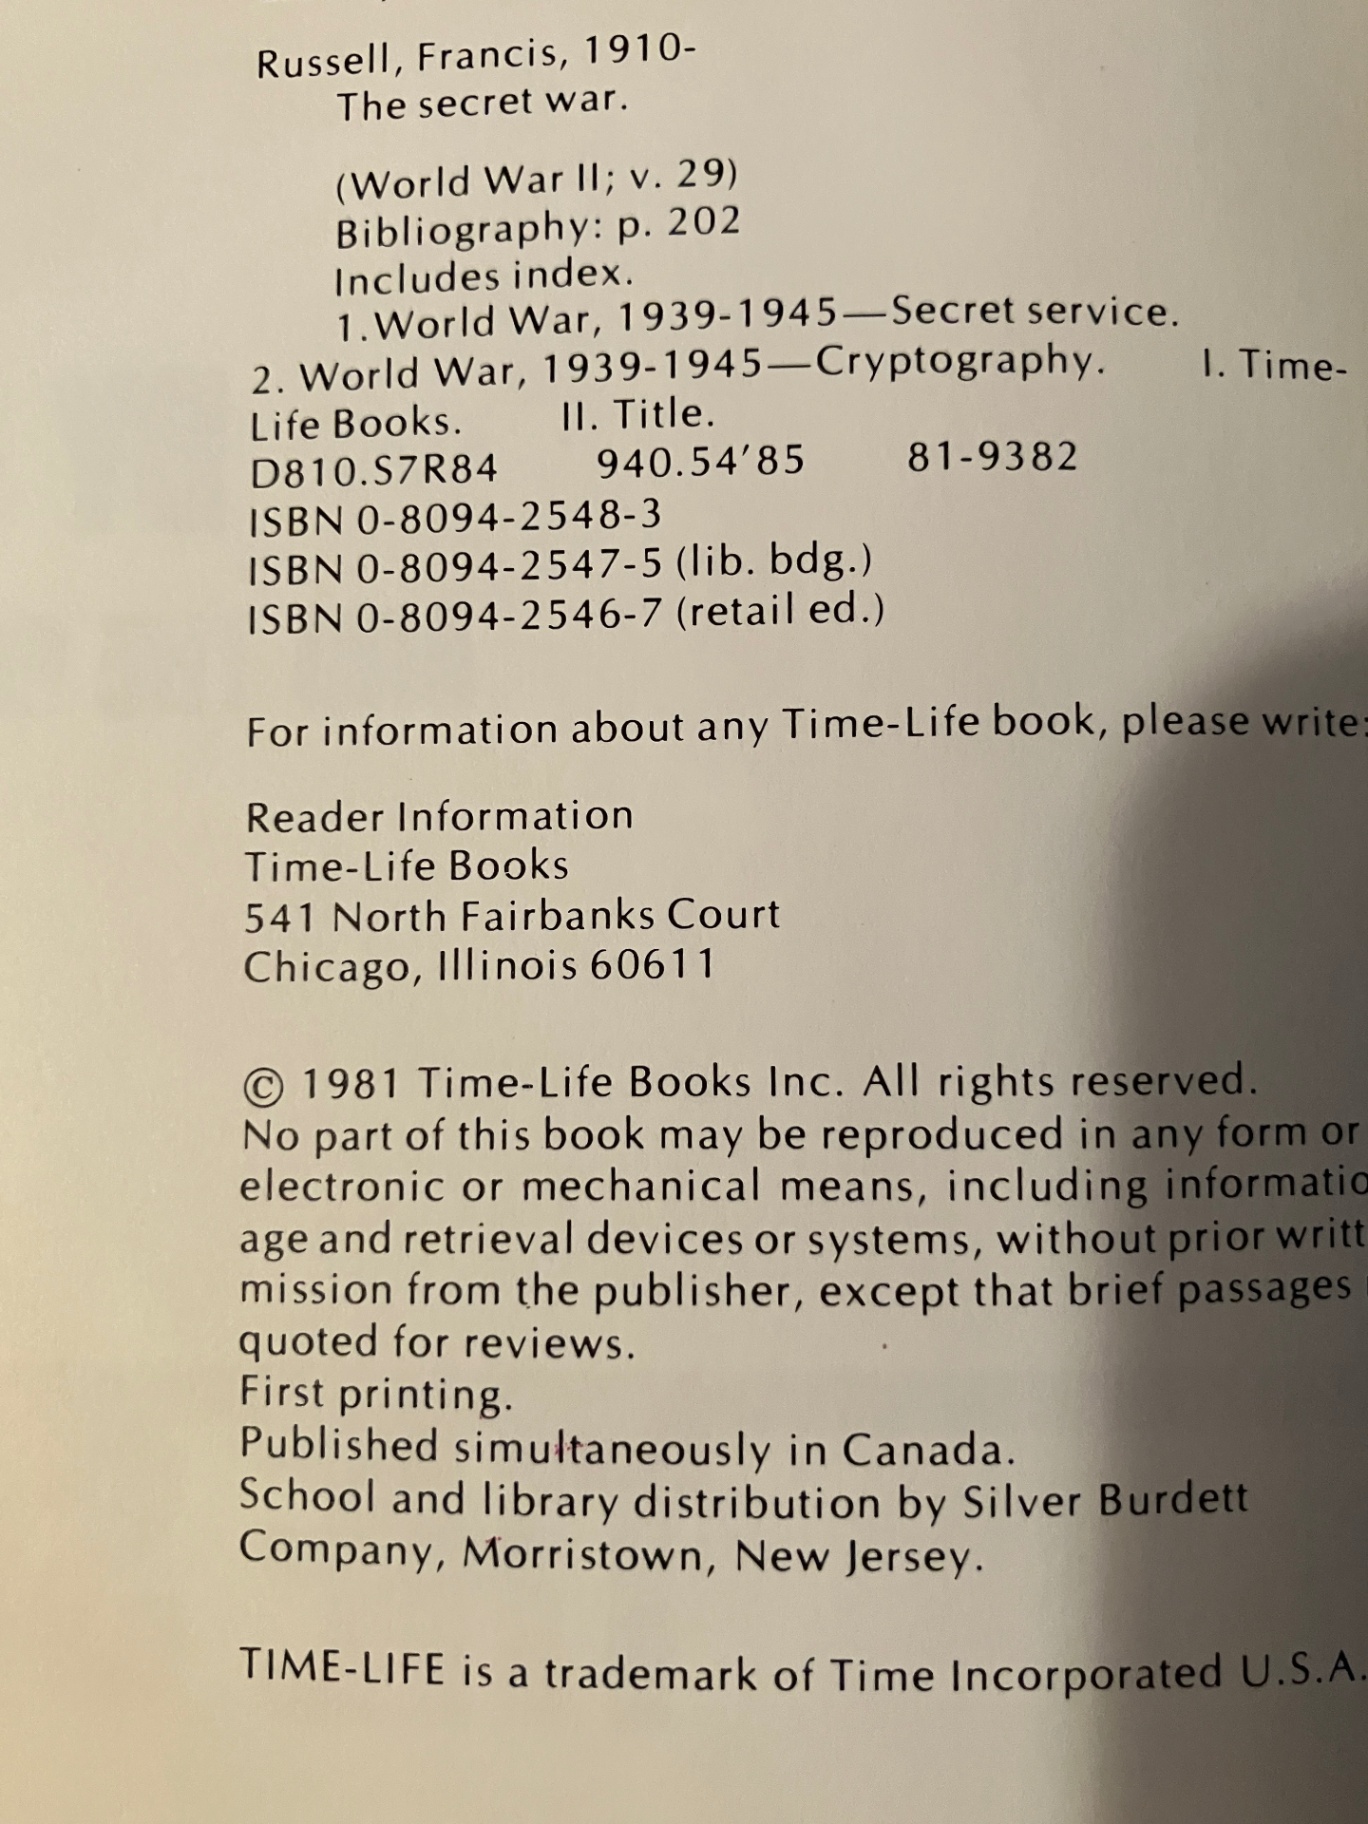 Russell, Francis, 1910-
The secret war.
(World War II; v. 29)
Bibliography: p. 202
Includes index.
1.World War, 1939-1945—Secret service.
2. World War, 1939-1945—Cryptography. I. Time-
Life Books. II. Title.
D810.S7R84 940.54'85 81-9382
ISBN 0-8094-2548-3
ISBN 0-8094-2547-5 (lib. bdg.)
ISBN 0-8094-2546-7 (retail ed.)
For information about any Time-Life book, please write:
Reader Information
Time-Life Books
541 North Fairbanks Court
Chicago, Illinois 60611
© 1981 Time-Life Books Inc. All rights reserved.
No part of this book may be reproduced in any form or
electronic or mechanical means, including informatio
age and retrieval devices or systems, without prior writt
mission from the publisher, except that brief passages
quoted for reviews.
First printing.
Published simultaneously in Canada.
School and library distribution by Silver Burdett
Company, Morristown, New Jersey.
TIME-LIFE is a trademark of Time Incorporated U.S.A.